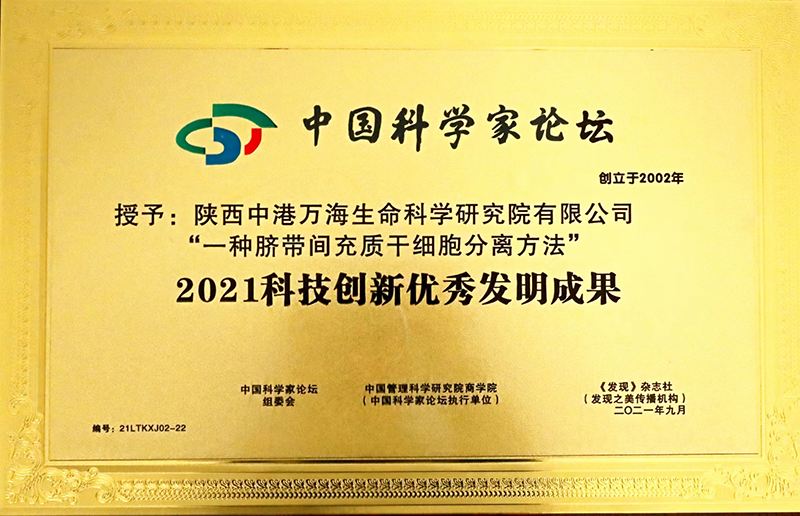 中国科学家论坛
创立于2002年
授予：陕西中港万海生命科学研究院有限公司
“一种脐带间充质干细胞分离方法”
2021科技创新优秀发明成果
中国科学家论坛
组委会
中国管理科学研究院商学院
（中国科学家论坛执行单位）
《发现》杂志社
（发现之美传播机构）
二〇二一年九月
编号：21LTKXJ02-22